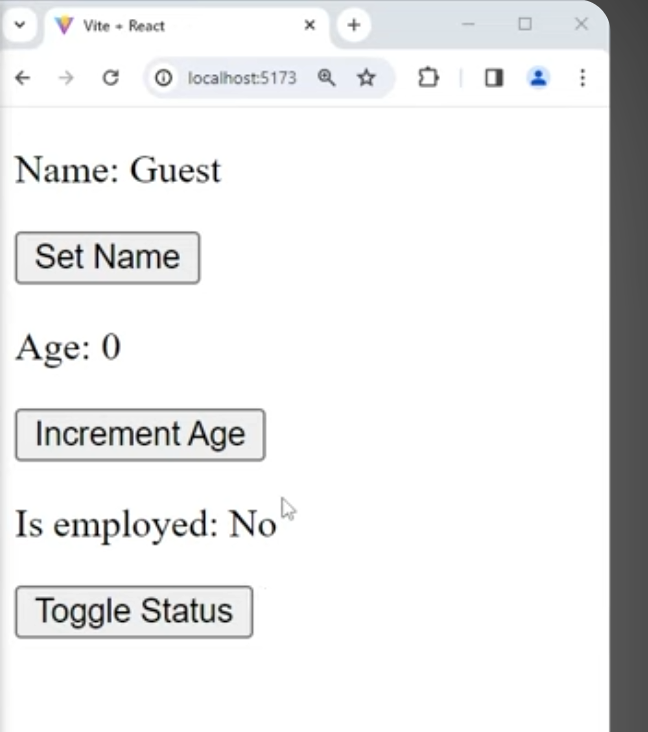 Vite + React
localhost:5173
Name: Guest
Set Name
Age: 0
Increment Age
Is employed: No
Toggle Status